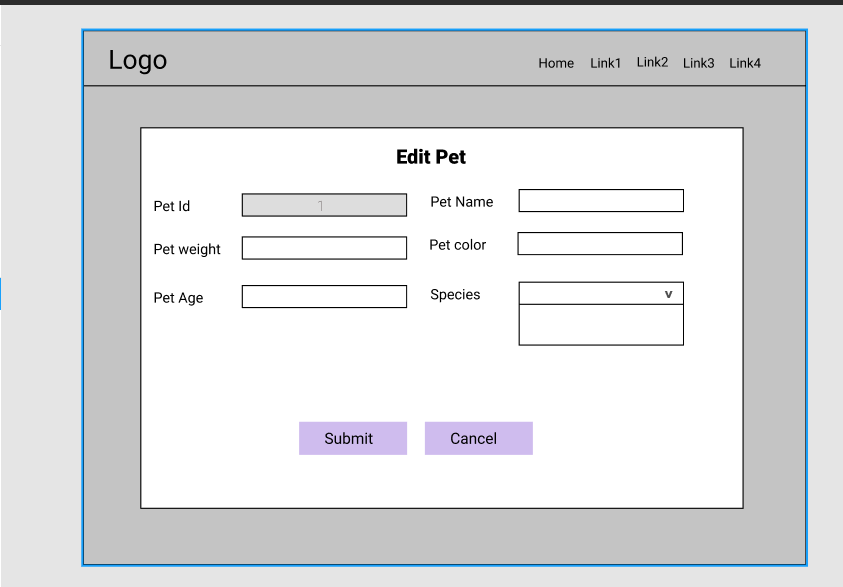 Logo
Home Link1 Link2 Link3 Link4
Edit Pet
Pet Id 1 Pet Name
Pet weight Pet color
Pet Age Species v
Submit Cancel